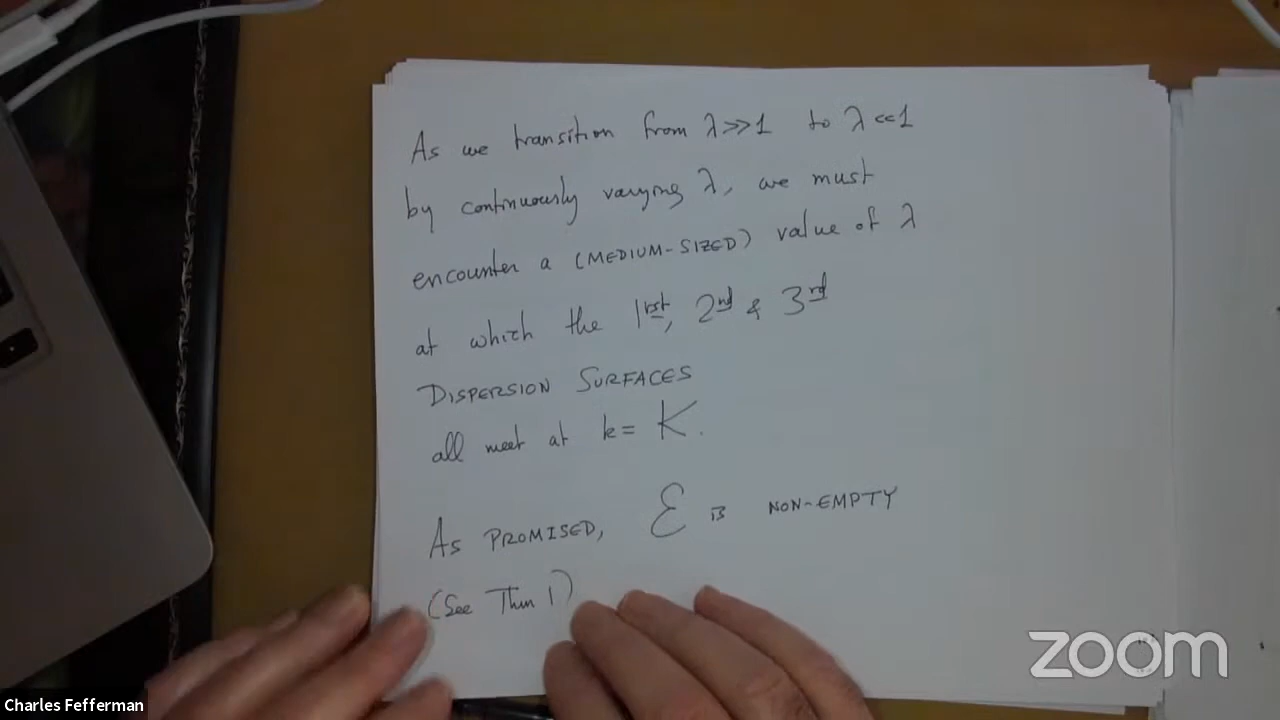 As we transition from λ>>1 to λ<<1
by continuously varying λ, we must
encounter a (MEDIUM-SIZED) value of λ
at which the 1rst, 2nd & 3rd
DISPERSION SURFACES
all meet at k = K.
As PROMISED, ℰ is NON-EMPTY
(See Thm 1)
zoom
Charles Fefferman